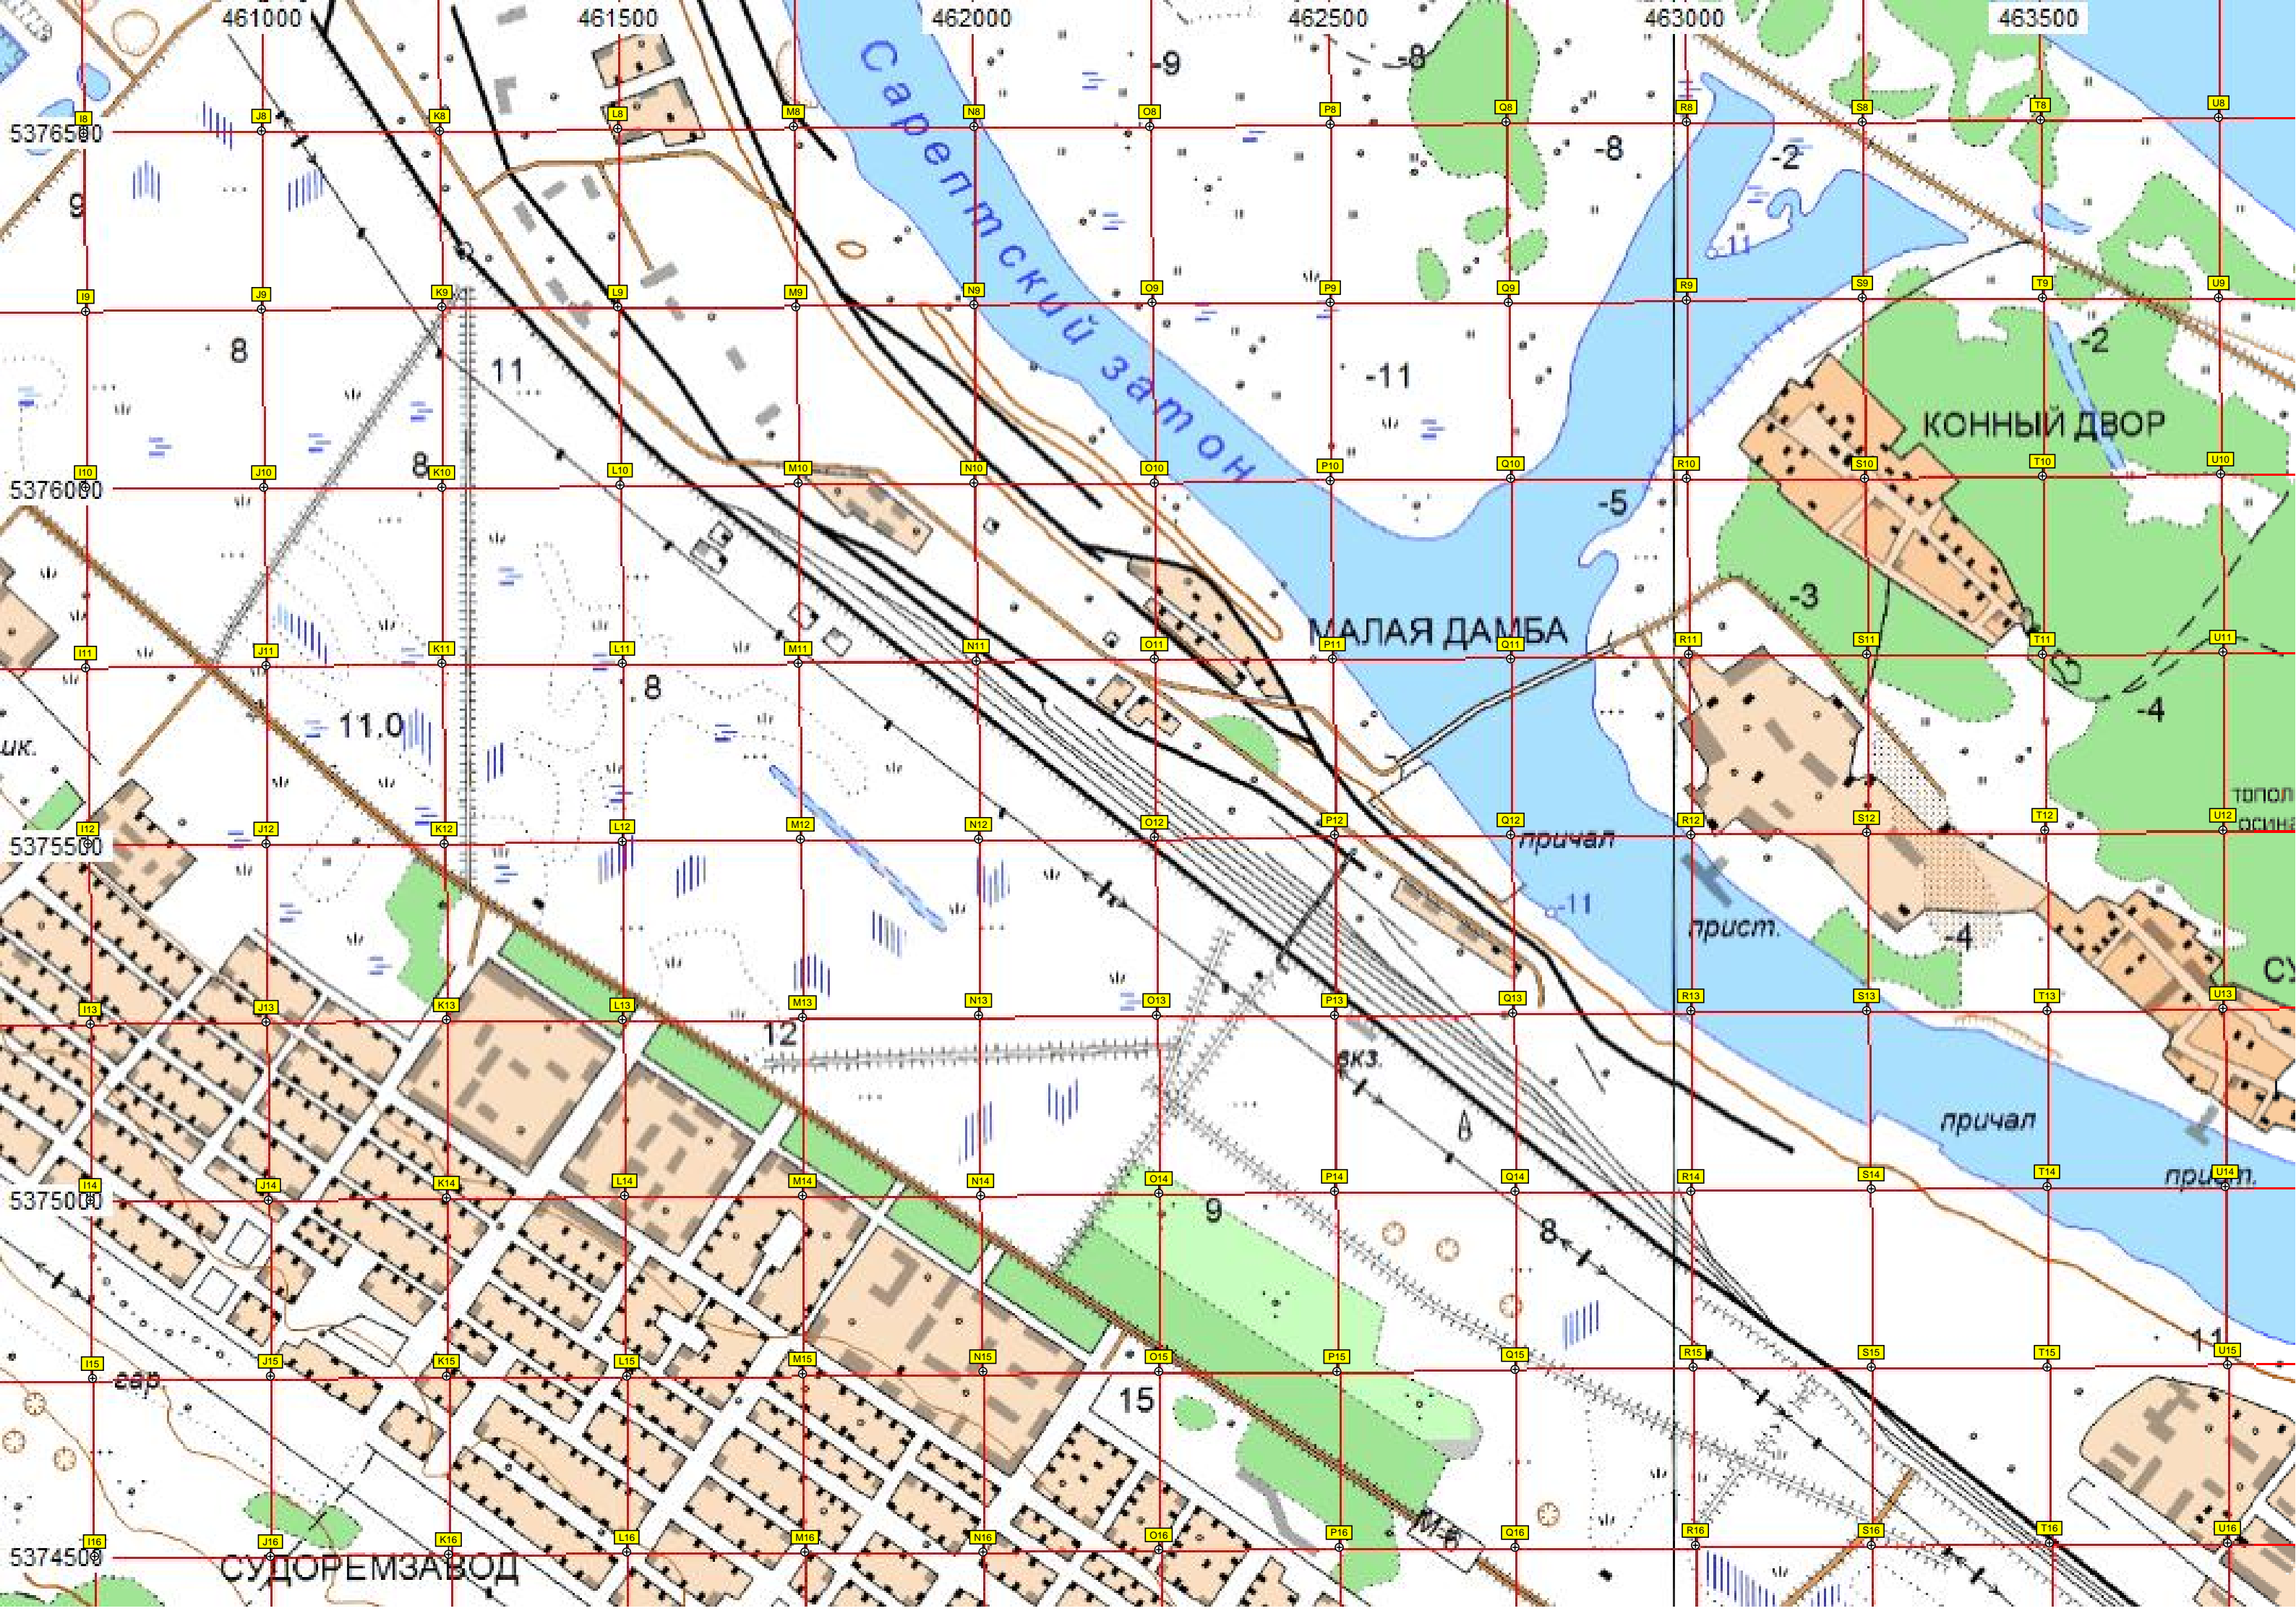 461000 461500 462000 462500 463000 463500
-9 -8
Сарептский затон
I8 J8 K8 L8 M8 N8 O8 P8 Q8 R8 S8 T8 U8
5376500
-8 -2
9
-11
I9 J9 K9 L9 M9 N9 O9 P9 Q9 R9 S9 T9 U9
8 11 -11 -2
КОННЫЙ ДВОР
8
I10 J10 K10 L10 M10 N10 O10 P10 Q10 R10 S10 T10 U10
5376000
-5
-3
МАЛАЯ ДАМБА
I11 J11 K11 L11 M11 N11 O11 P11 Q11 R11 S11 T11 U11
8
11,0 -4
ик.
топол
осина
I12 J12 K12 L12 M12 N12 O12 P12 Q12 R12 S12 T12 U12
5375500
причал
-11
прист.
-4
СУ
I13 J13 K13 L13 M13 N13 O13 P13 Q13 R13 S13 T13 U13
12
вкз.
причал
прист.
I14 J14 K14 L14 M14 N14 O14 P14 Q14 R14 S14 T14 U14
5375000
9 8
11
I15 J15 K15 L15 M15 N15 O15 P15 Q15 R15 S15 T15 U15
гар.
15
М-6
I16 J16 K16 L16 M16 N16 O16 P16 Q16 R16 S16 T16 U16
5374500
СУДОРЕМЗАВОД